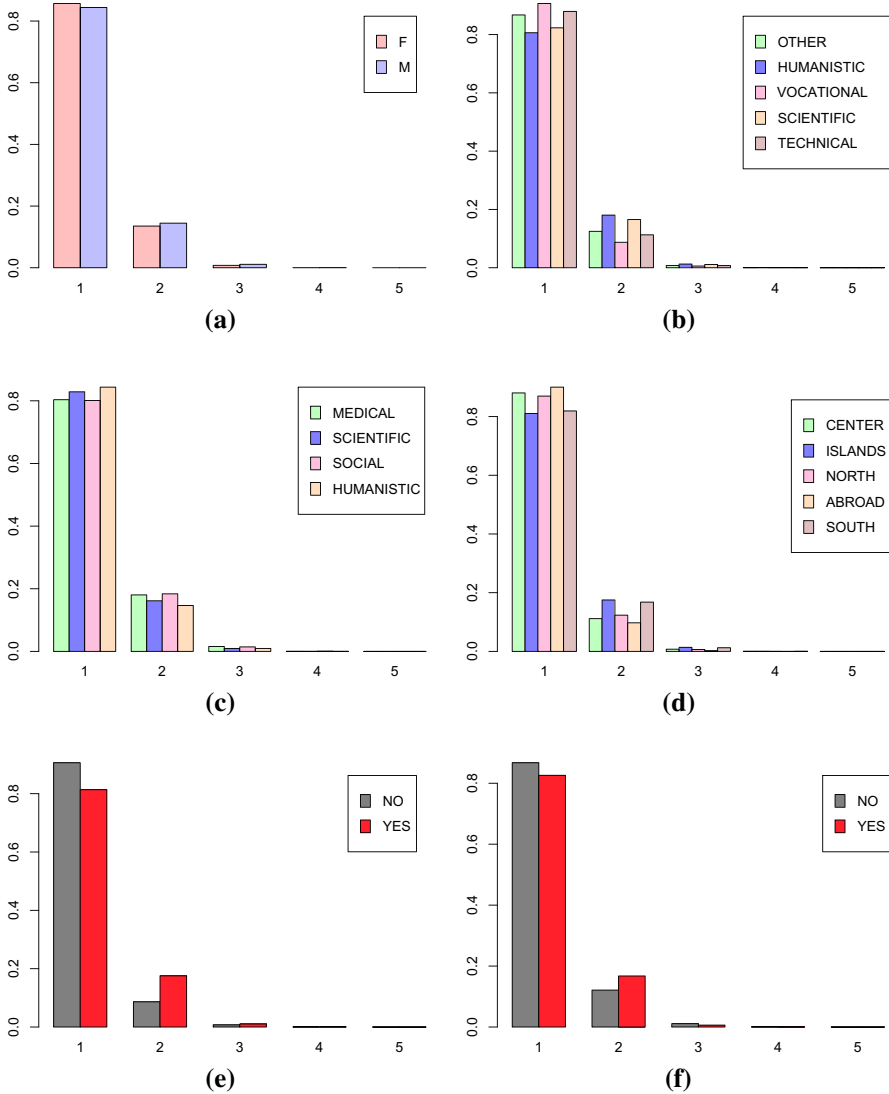 0.0 0.2 0.4 0.6 0.8
F
M
1 2 3 4 5
(a)
0.0 0.2 0.4 0.6 0.8
OTHER
HUMANISTIC
VOCATIONAL
SCIENTIFIC
TECHNICAL
1 2 3 4 5
(b)
0.0 0.2 0.4 0.6 0.8
MEDICAL
SCIENTIFIC
SOCIAL
HUMANISTIC
1 2 3 4 5
(c)
0.0 0.2 0.4 0.6 0.8
CENTER
ISLANDS
NORTH
ABROAD
SOUTH
1 2 3 4 5
(d)
0.0 0.2 0.4 0.6 0.8
NO
YES
1 2 3 4 5
(e)
0.0 0.2 0.4 0.6 0.8
NO
YES
1 2 3 4 5
(f)